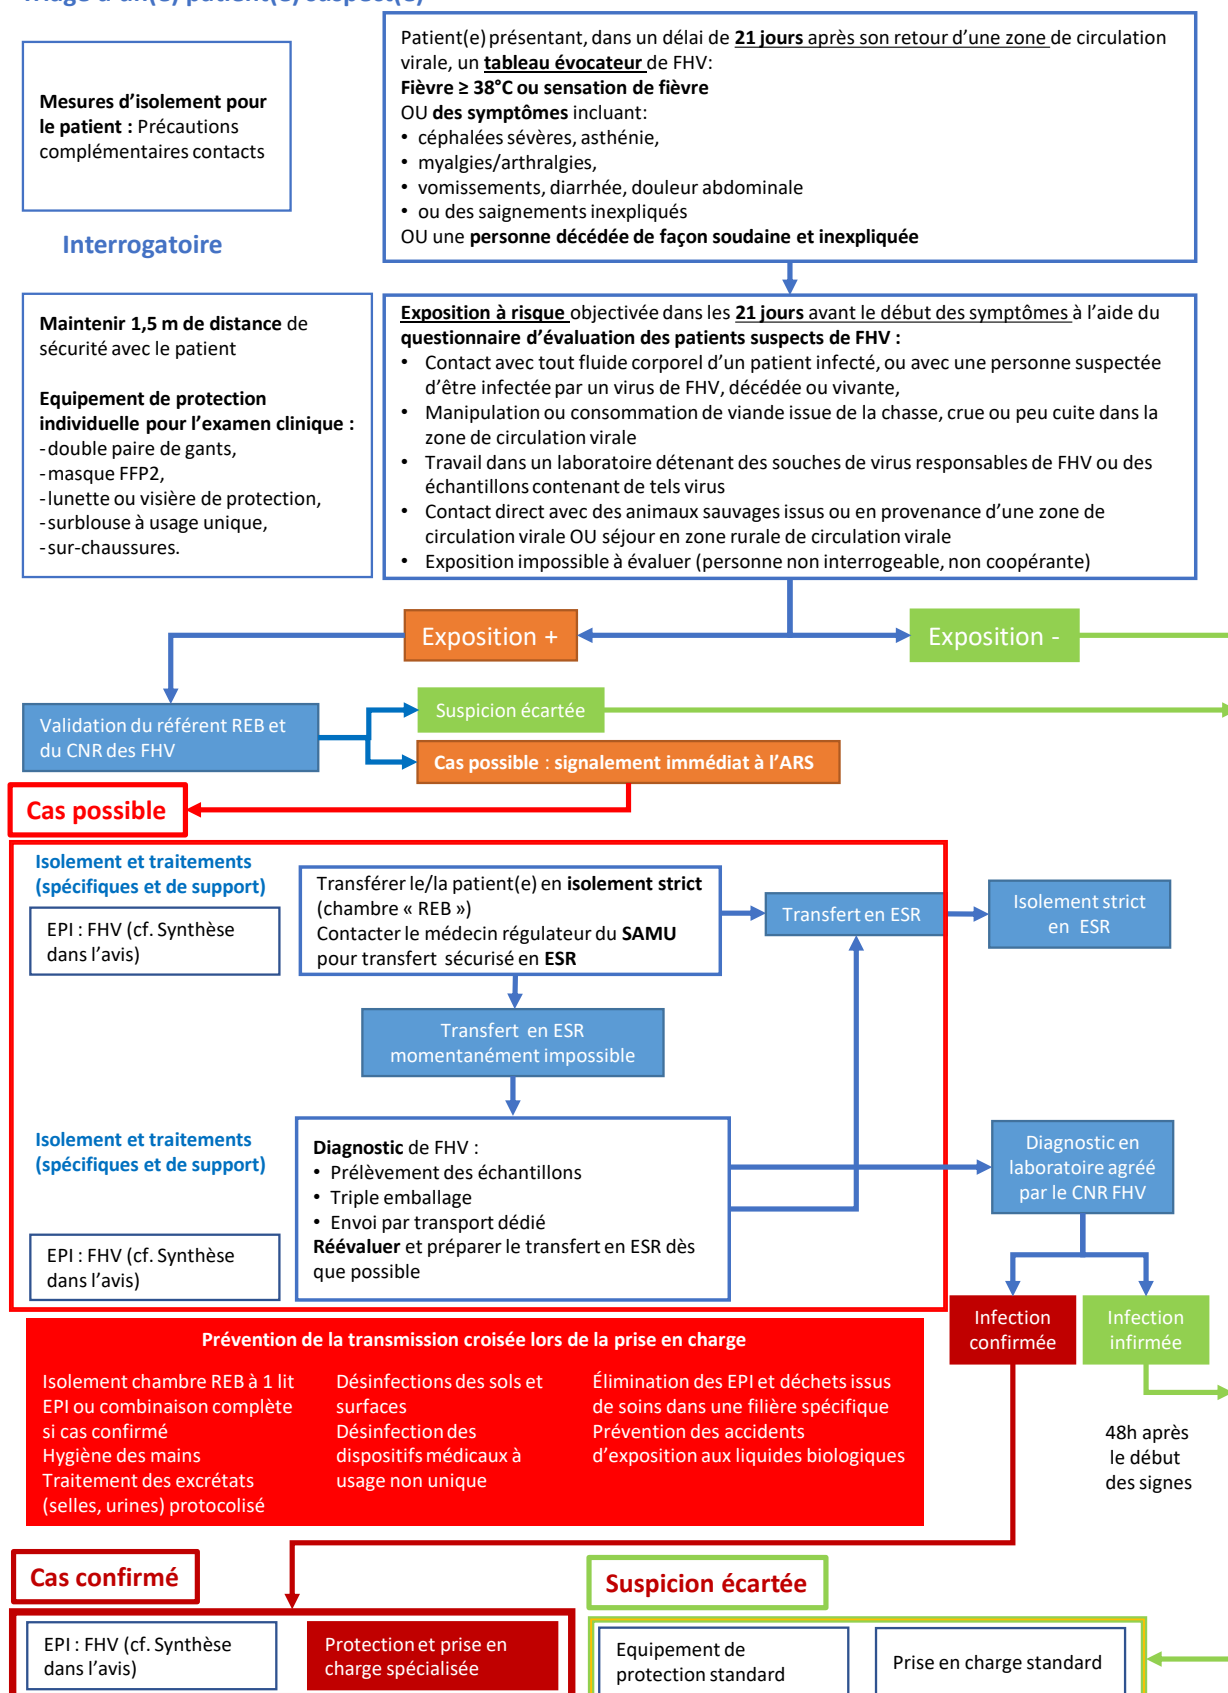 Triage d'un(e) patient(e) suspect(e)
Mesures d'isolement pour
le patient : Précautions
complémentaires contacts
Patient(e) présentant, dans un délai de 21 jours après son retour d'une zone de circulation
virale, un tableau évocateur de FHV:
Fièvre ≥ 38°C ou sensation de fièvre
OU des symptômes incluant:
• céphalées sévères, asthénie,
• myalgies/arthralgies,
• vomissements, diarrhée, douleur abdominale
• ou des saignements inexpliqués
OU une personne décédée de façon soudaine et inexpliquée
Interrogatoire
Maintenir 1,5 m de distance de
sécurité avec le patient
Equipement de protection
individuelle pour l'examen clinique :
-double paire de gants,
-masque FFP2,
-lunette ou visière de protection,
-surblouse à usage unique,
-sur-chaussures.
Exposition à risque objectivée dans les 21 jours avant le début des symptômes à l'aide du
questionnaire d'évaluation des patients suspects de FHV :
• Contact avec tout fluide corporel d'un patient infecté, ou avec une personne suspectée
d'être infectée par un virus de FHV, décédée ou vivante,
• Manipulation ou consommation de viande issue de la chasse, crue ou peu cuite dans la
zone de circulation virale
• Travail dans un laboratoire détenant des souches de virus responsables de FHV ou des
échantillons contenant de tels virus
• Contact direct avec des animaux sauvages issus ou en provenance d'une zone de
circulation virale OU séjour en zone rurale de circulation virale
• Exposition impossible à évaluer (personne non interrogeable, non coopérante)
Exposition +
Exposition -
Validation du référent REB et
du CNR des FHV
Suspicion écartée
Cas possible : signalement immédiat à l'ARS
Cas possible
Isolement et traitements
(spécifiques et de support)
EPI : FHV (cf. Synthèse
dans l'avis)
Transférer le/la patient(e) en isolement strict
(chambre « REB »)
Contacter le médecin régulateur du SAMU
pour transfert sécurisé en ESR
Transfert en ESR
Isolement strict
en ESR
Transfert en ESR
momentanément impossible
Isolement et traitements
(spécifiques et de support)
EPI : FHV (cf. Synthèse
dans l'avis)
Diagnostic de FHV :
• Prélèvement des échantillons
• Triple emballage
• Envoi par transport dédié
Réévaluer et préparer le transfert en ESR dès
que possible
Diagnostic en
laboratoire agréé
par le CNR FHV
Infection
confirmée
Infection
infirmée
48h après
le début
des signes
Prévention de la transmission croisée lors de la prise en charge
Isolement chambre REB à 1 lit
EPI ou combinaison complète
si cas confirmé
Hygiène des mains
Traitement des excrétats
(selles, urines) protocolisé
Désinfections des sols et
surfaces
Désinfection des
dispositifs médicaux à
usage non unique
Élimination des EPI et déchets issus
de soins dans une filière spécifique
Prévention des accidents
d'exposition aux liquides biologiques
Cas confirmé
EPI : FHV (cf. Synthèse
dans l'avis)
Protection et prise en
charge spécialisée
Suspicion écartée
Equipement de
protection standard
Prise en charge standard